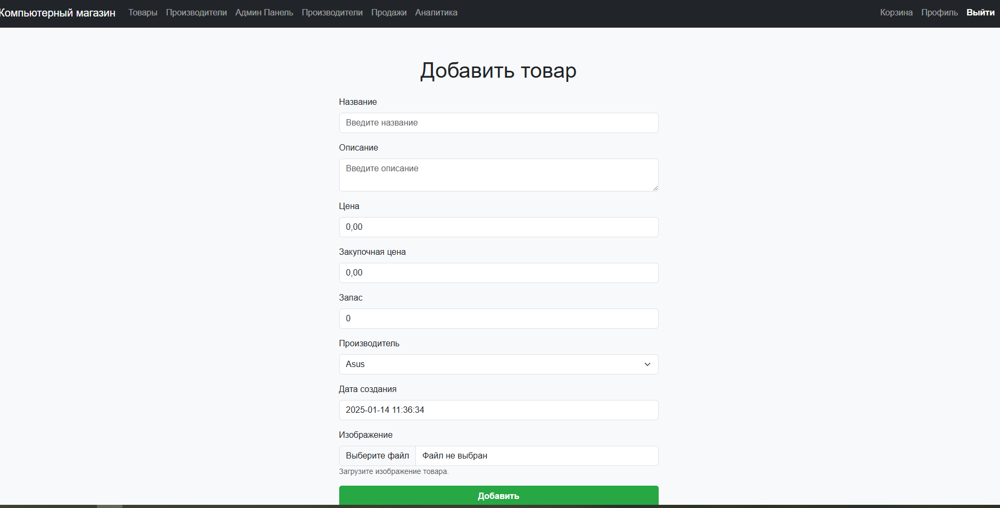 Компьютерный магазин Товары Производители Админ Панель Производители Продажи Аналитика Корзина Профиль Выйти
Добавить товар
Название
Введите название
Описание
Введите описание
Цена
0,00
Закупочная цена
0,00
Запас
0
Производитель
Asus
Дата создания
2025-01-14 11:36:34
Изображение
Выберите файл Файл не выбран
Загрузите изображение товара.
Добавить